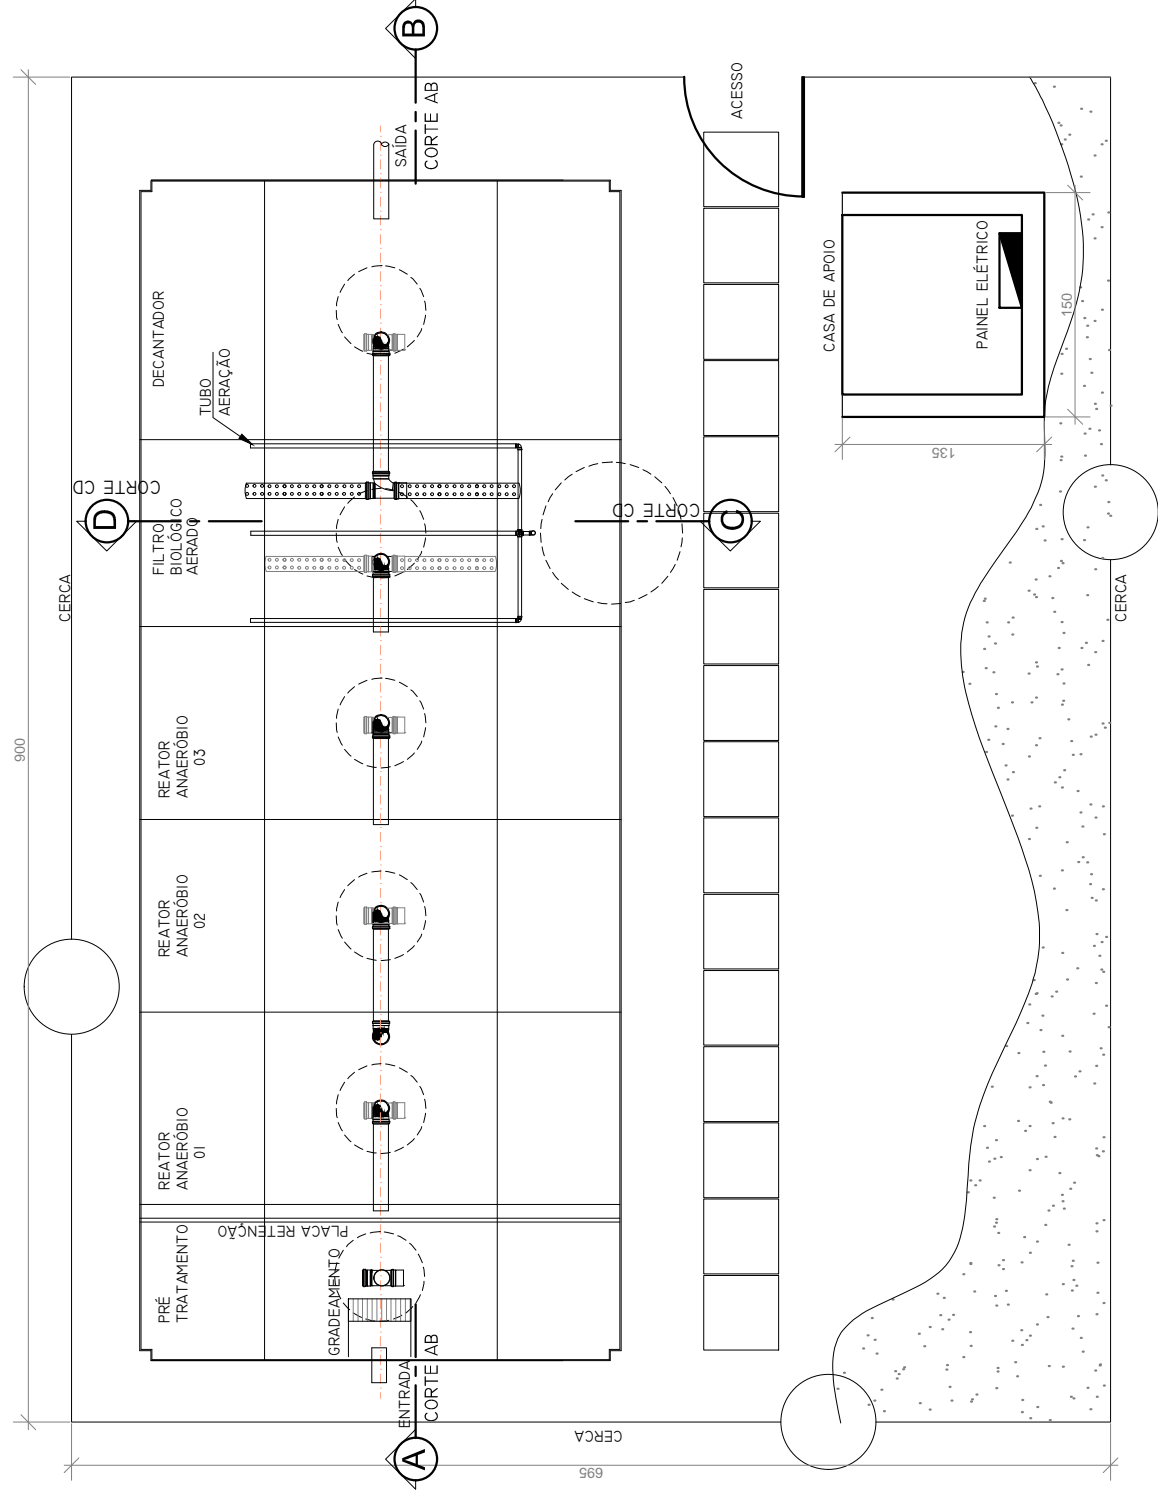 B
CORTE AB
SAÍDA
ACESSO
DECANTADOR
TUBO
AERAÇÃO
CASA DE APOIO
PAINEL ELÉTRICO
150
135
CORTE CD
D
FILTRO
BIOLÓGICO
AERADO
CORTE CD
C
CERCA
CERCA
900
REATOR
ANAERÓBIO
03
REATOR
ANAERÓBIO
02
REATOR
ANAERÓBIO
01
PLACA RETENÇÃO
PRÉ
TRATAMENTO
GRADEAMENTO
ENTRADA
CORTE AB
A
CERCA
695